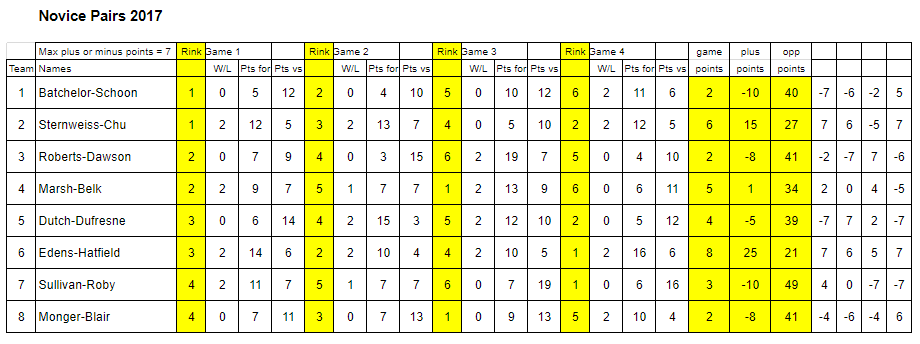 Novice Pairs 2017
Max plus or minus points = 7 Rink Game 1 Rink Game 2 Rink Game 3 Rink Game 4 game plus opp
Team Names W/L Pts for Pts vs W/L Pts for Pts vs W/L Pts for Pts vs W/L Pts for Pts vs points points points
1 Batchelor-Schoon 1 0 5 12 2 0 4 10 5 0 10 12 6 2 11 6 2 -10 40 -7 -6 -2 5
2 Sternweiss-Chu 1 2 12 5 3 2 13 7 4 0 5 10 2 2 12 5 6 15 27 7 6 -5 7
3 Roberts-Dawson 2 0 7 9 4 0 3 15 6 2 19 7 5 0 4 10 2 -8 41 -2 -7 7 -6
4 Marsh-Belk 2 2 9 7 5 1 7 7 1 2 13 9 6 0 6 11 5 1 34 2 0 4 -5
5 Dutch-Dufresne 3 0 6 14 4 2 15 3 5 2 12 10 2 0 5 12 4 -5 39 -7 7 2 -7
6 Edens-Hatfield 3 2 14 6 2 2 10 4 4 2 10 5 1 2 16 6 8 25 21 7 6 5 7
7 Sullivan-Roby 4 2 11 7 5 1 7 7 6 0 7 19 1 0 6 16 3 -10 49 4 0 -7 -7
8 Monger-Blair 4 0 7 11 3 0 7 13 1 0 9 13 5 2 10 4 2 -8 41 -4 -6 -4 6